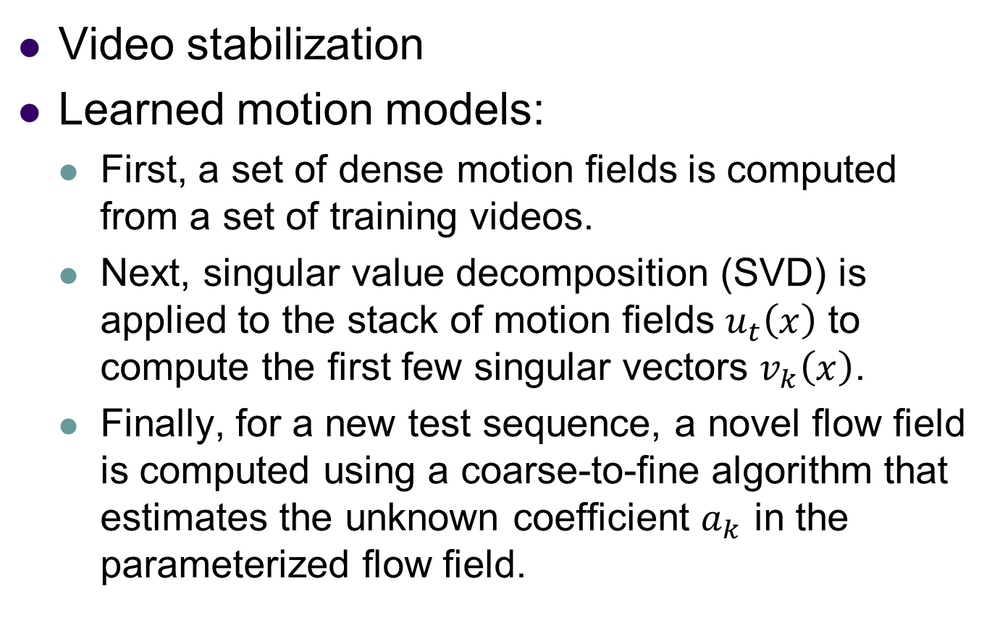 ● Video stabilization
● Learned motion models:
● First, a set of dense motion fields is computed
from a set of training videos.
● Next, singular value decomposition (SVD) is
applied to the stack of motion fields 𝑢ₜ(𝑥) to
compute the first few singular vectors 𝑣ₖ(𝑥).
● Finally, for a new test sequence, a novel flow field
is computed using a coarse-to-fine algorithm that
estimates the unknown coefficient 𝑎ₖ in the
parameterized flow field.